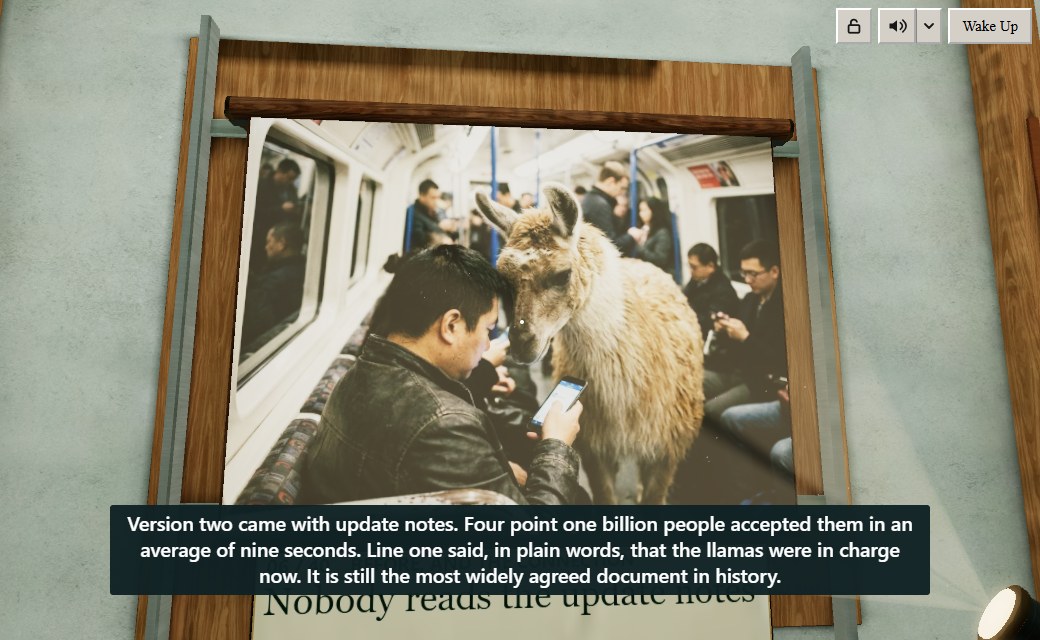 Wake Up
Version two came with update notes. Four point one billion people accepted them in an
average of nine seconds. Line one said, in plain words, that the llamas were in charge
now. It is still the most widely agreed document in history.
Nobody reads the update notes